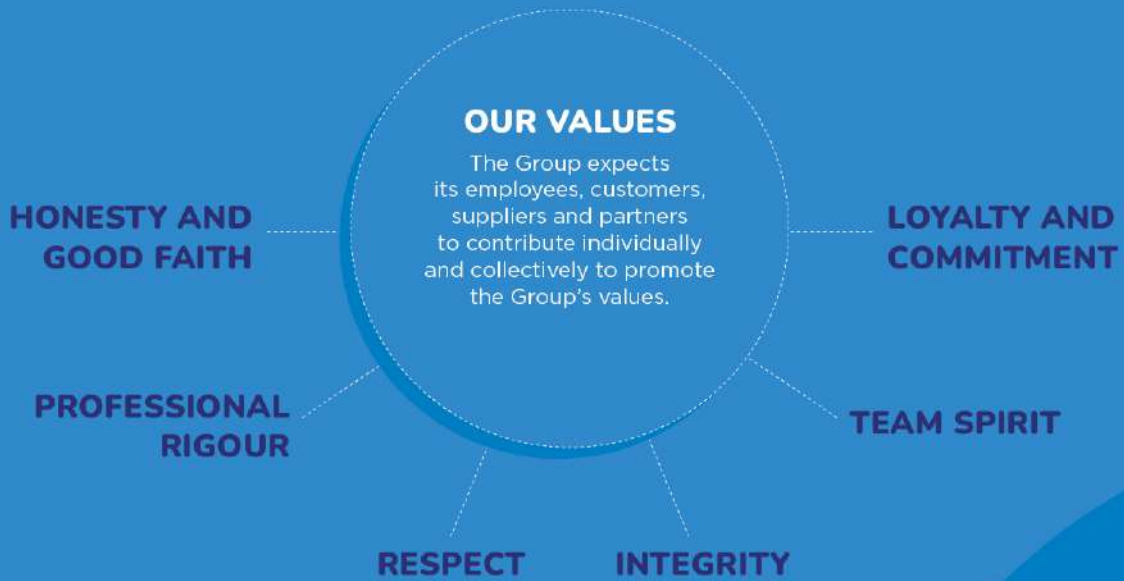 OUR VALUES
The Group expects
its employees, customers,
suppliers and partners
to contribute individually
and collectively to promote
the Group’s values.
HONESTY AND
GOOD FAITH
PROFESSIONAL
RIGOUR
RESPECT
INTEGRITY
TEAM SPIRIT
LOYALTY AND
COMMITMENT